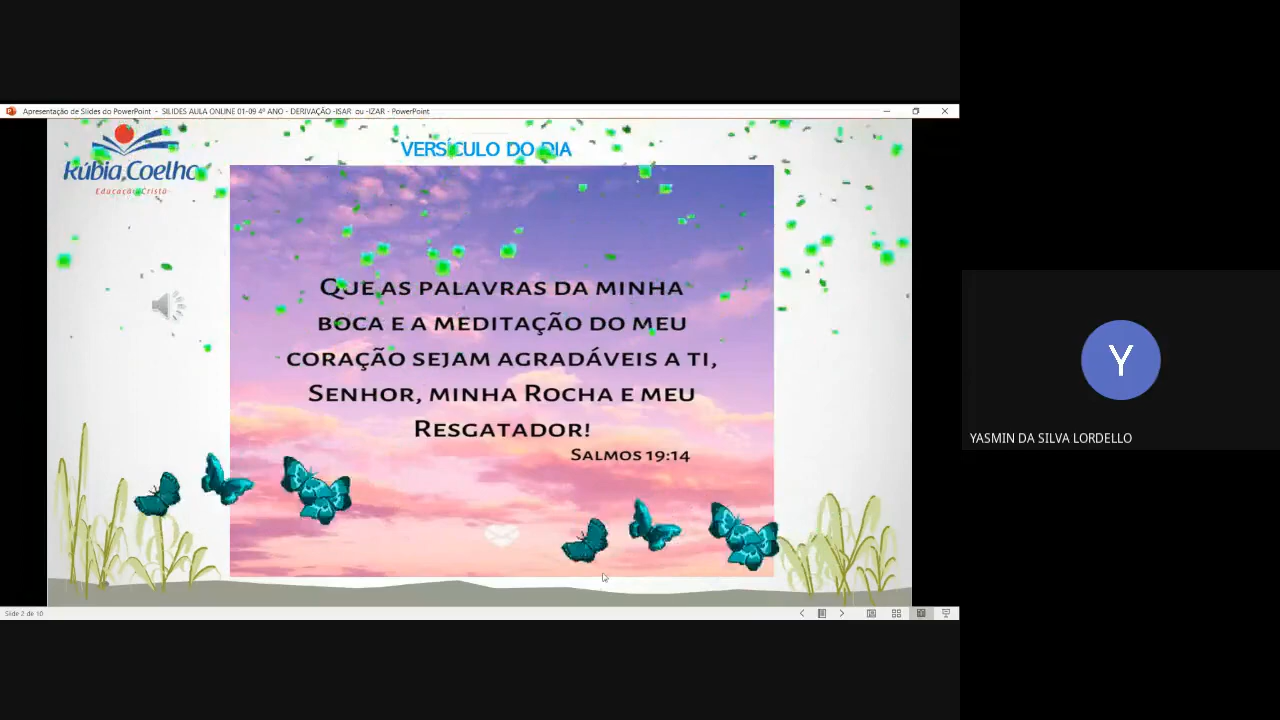 Apresentação de Slides do PowerPoint - SILIDES AULA ONLINE 01-09 4º ANO - DERIVAÇÃO -ISAR ou -IZAR - PowerPoint
Rúbia Coelho
Educação Cristã
VERSÍCULO DO DIA
QUE AS PALAVRAS DA MINHA
BOCA E A MEDITAÇÃO DO MEU
CORAÇÃO SEJAM AGRADÁVEIS A TI,
SENHOR, MINHA ROCHA E MEU
RESGATADOR!
SALMOS 19:14
Slide 2 de 10
Y
YASMIN DA SILVA LORDELLO